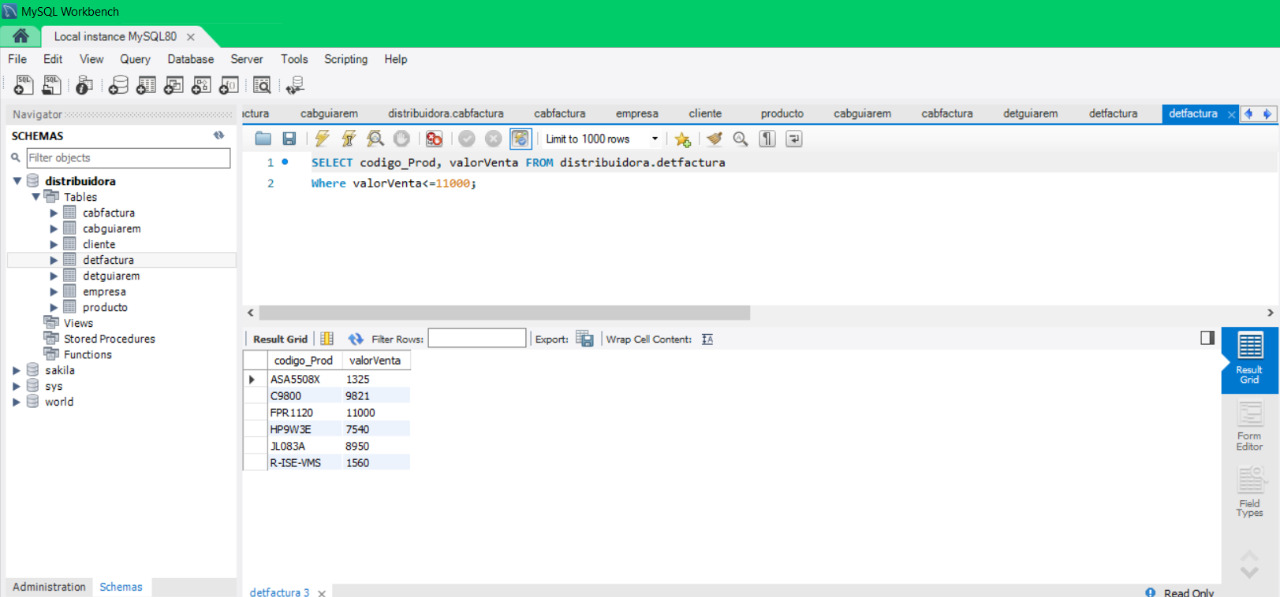 MySQL Workbench
Local instance MySQL80
File Edit View Query Database Server Tools Scripting Help
Navigator
SCHEMAS
Filter objects
distribuidora
Tables
cabfactura
cabguiarem
cliente
detfactura
detguiarem
empresa
producto
Views
Stored Procedures
Functions
sakila
sys
world
Administration Schemas
ctura cabguiarem distribuidora.cabfactura cabfactura empresa cliente producto cabguiarem cabfactura detguiarem detfactura detfactura
Limit to 1000 rows
1 SELECT codigo_Prod, valorVenta FROM distribuidora.detfactura
2 Where valorVenta<=11000;
Result Grid Filter Rows: Export: Wrap Cell Content:
codigo_Prod valorVenta
ASA5508X 1325
C9800 9821
FPR1120 11000
HP9W3E 7540
JL083A 8950
R-ISE-VMS 1560
Result
Grid
Form
Editor
Field
Types
detfactura 3
Read Only